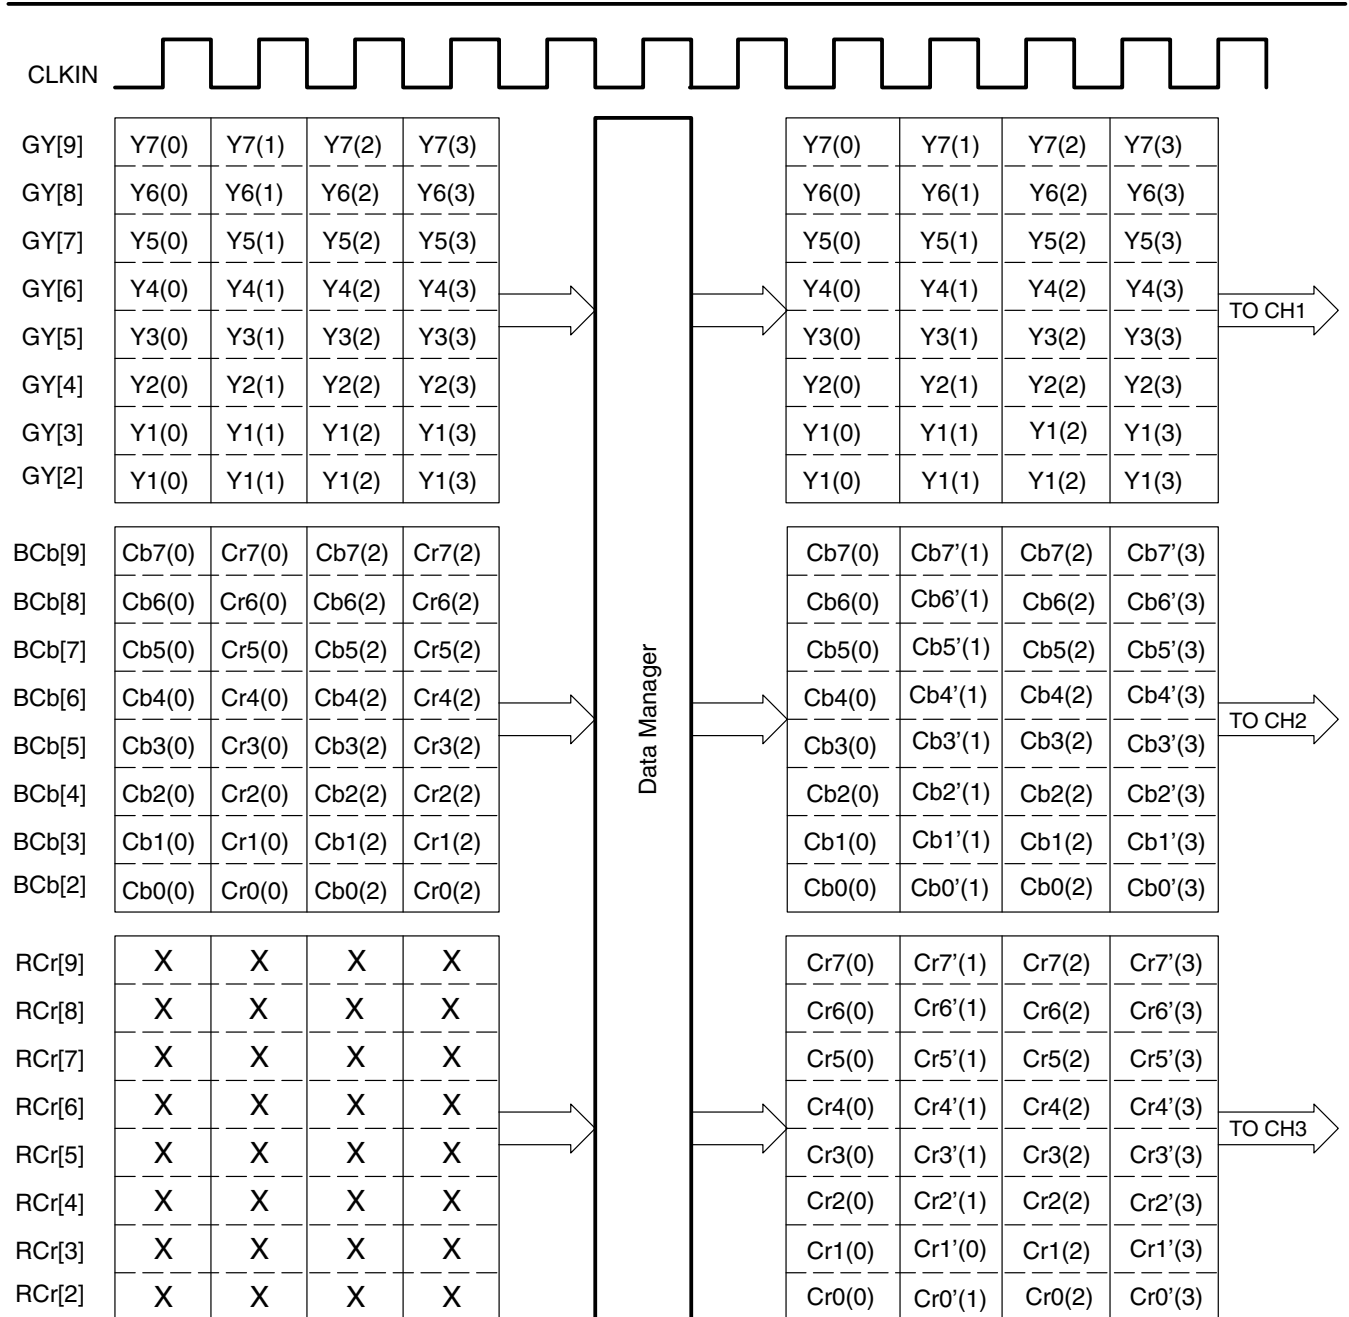 CLKIN
GY[9] Y7(0) Y7(1) Y7(2) Y7(3) Y7(0) Y7(1) Y7(2) Y7(3)
GY[8] Y6(0) Y6(1) Y6(2) Y6(3) Y6(0) Y6(1) Y6(2) Y6(3)
GY[7] Y5(0) Y5(1) Y5(2) Y5(3) Y5(0) Y5(1) Y5(2) Y5(3)
GY[6] Y4(0) Y4(1) Y4(2) Y4(3) Y4(0) Y4(1) Y4(2) Y4(3)
TO CH1
GY[5] Y3(0) Y3(1) Y3(2) Y3(3) Y3(0) Y3(1) Y3(2) Y3(3)
GY[4] Y2(0) Y2(1) Y2(2) Y2(3) Y2(0) Y2(1) Y2(2) Y2(3)
GY[3] Y1(0) Y1(1) Y1(2) Y1(3) Y1(0) Y1(1) Y1(2) Y1(3)
GY[2] Y1(0) Y1(1) Y1(2) Y1(3) Y1(0) Y1(1) Y1(2) Y1(3)
BCb[9] Cb7(0) Cr7(0) Cb7(2) Cr7(2) Cb7(0) Cb7’(1) Cb7(2) Cb7’(3)
BCb[8] Cb6(0) Cr6(0) Cb6(2) Cr6(2) Cb6(0) Cb6’(1) Cb6(2) Cb6’(3)
BCb[7] Cb5(0) Cr5(0) Cb5(2) Cr5(2) Cb5(0) Cb5’(1) Cb5(2) Cb5’(3)
BCb[6] Cb4(0) Cr4(0) Cb4(2) Cr4(2) Cb4(0) Cb4’(1) Cb4(2) Cb4’(3)
Data Manager
TO CH2
BCb[5] Cb3(0) Cr3(0) Cb3(2) Cr3(2) Cb3(0) Cb3’(1) Cb3(2) Cb3’(3)
BCb[4] Cb2(0) Cr2(0) Cb2(2) Cr2(2) Cb2(0) Cb2’(1) Cb2(2) Cb2’(3)
BCb[3] Cb1(0) Cr1(0) Cb1(2) Cr1(2) Cb1(0) Cb1’(1) Cb1(2) Cb1’(3)
BCb[2] Cb0(0) Cr0(0) Cb0(2) Cr0(2) Cb0(0) Cb0’(1) Cb0(2) Cb0’(3)
RCr[9] X X X X Cr7(0) Cr7’(1) Cr7(2) Cr7’(3)
RCr[8] X X X X Cr6(0) Cr6’(1) Cr6(2) Cr6’(3)
RCr[7] X X X X Cr5(0) Cr5’(1) Cr5(2) Cr5’(3)
RCr[6] X X X X Cr4(0) Cr4’(1) Cr4(2) Cr4’(3)
TO CH3
RCr[5] X X X X Cr3(0) Cr3’(1) Cr3(2) Cr3’(3)
RCr[4] X X X X Cr2(0) Cr2’(1) Cr2(2) Cr2’(3)
RCr[3] X X X X Cr1(0) Cr1’(0) Cr1(2) Cr1’(3)
RCr[2] X X X X Cr0(0) Cr0’(1) Cr0(2) Cr0’(3)